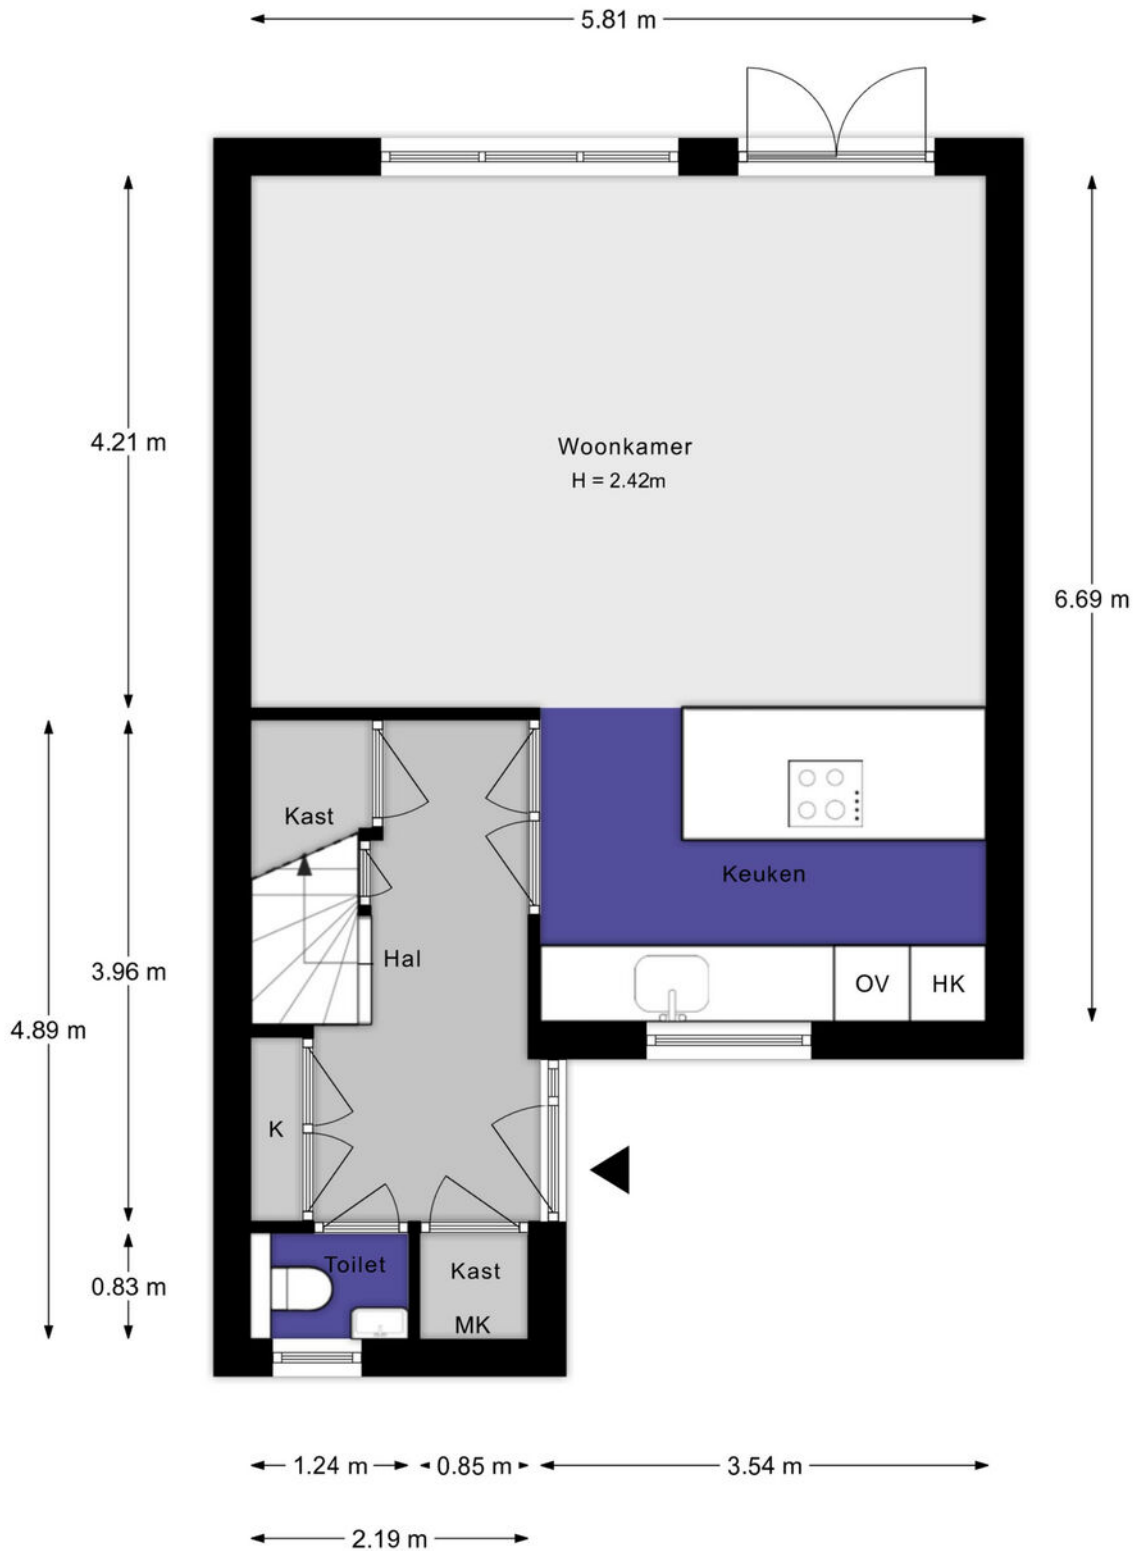 5.81 m
4.21 m
Woonkamer
H = 2.42m
6.69 m
Kast
Keuken
Hal
3.96 m
OV
HK
4.89 m
K
Toilet
Kast
0.83 m
MK
1.24 m
0.85 m
3.54 m
2.19 m